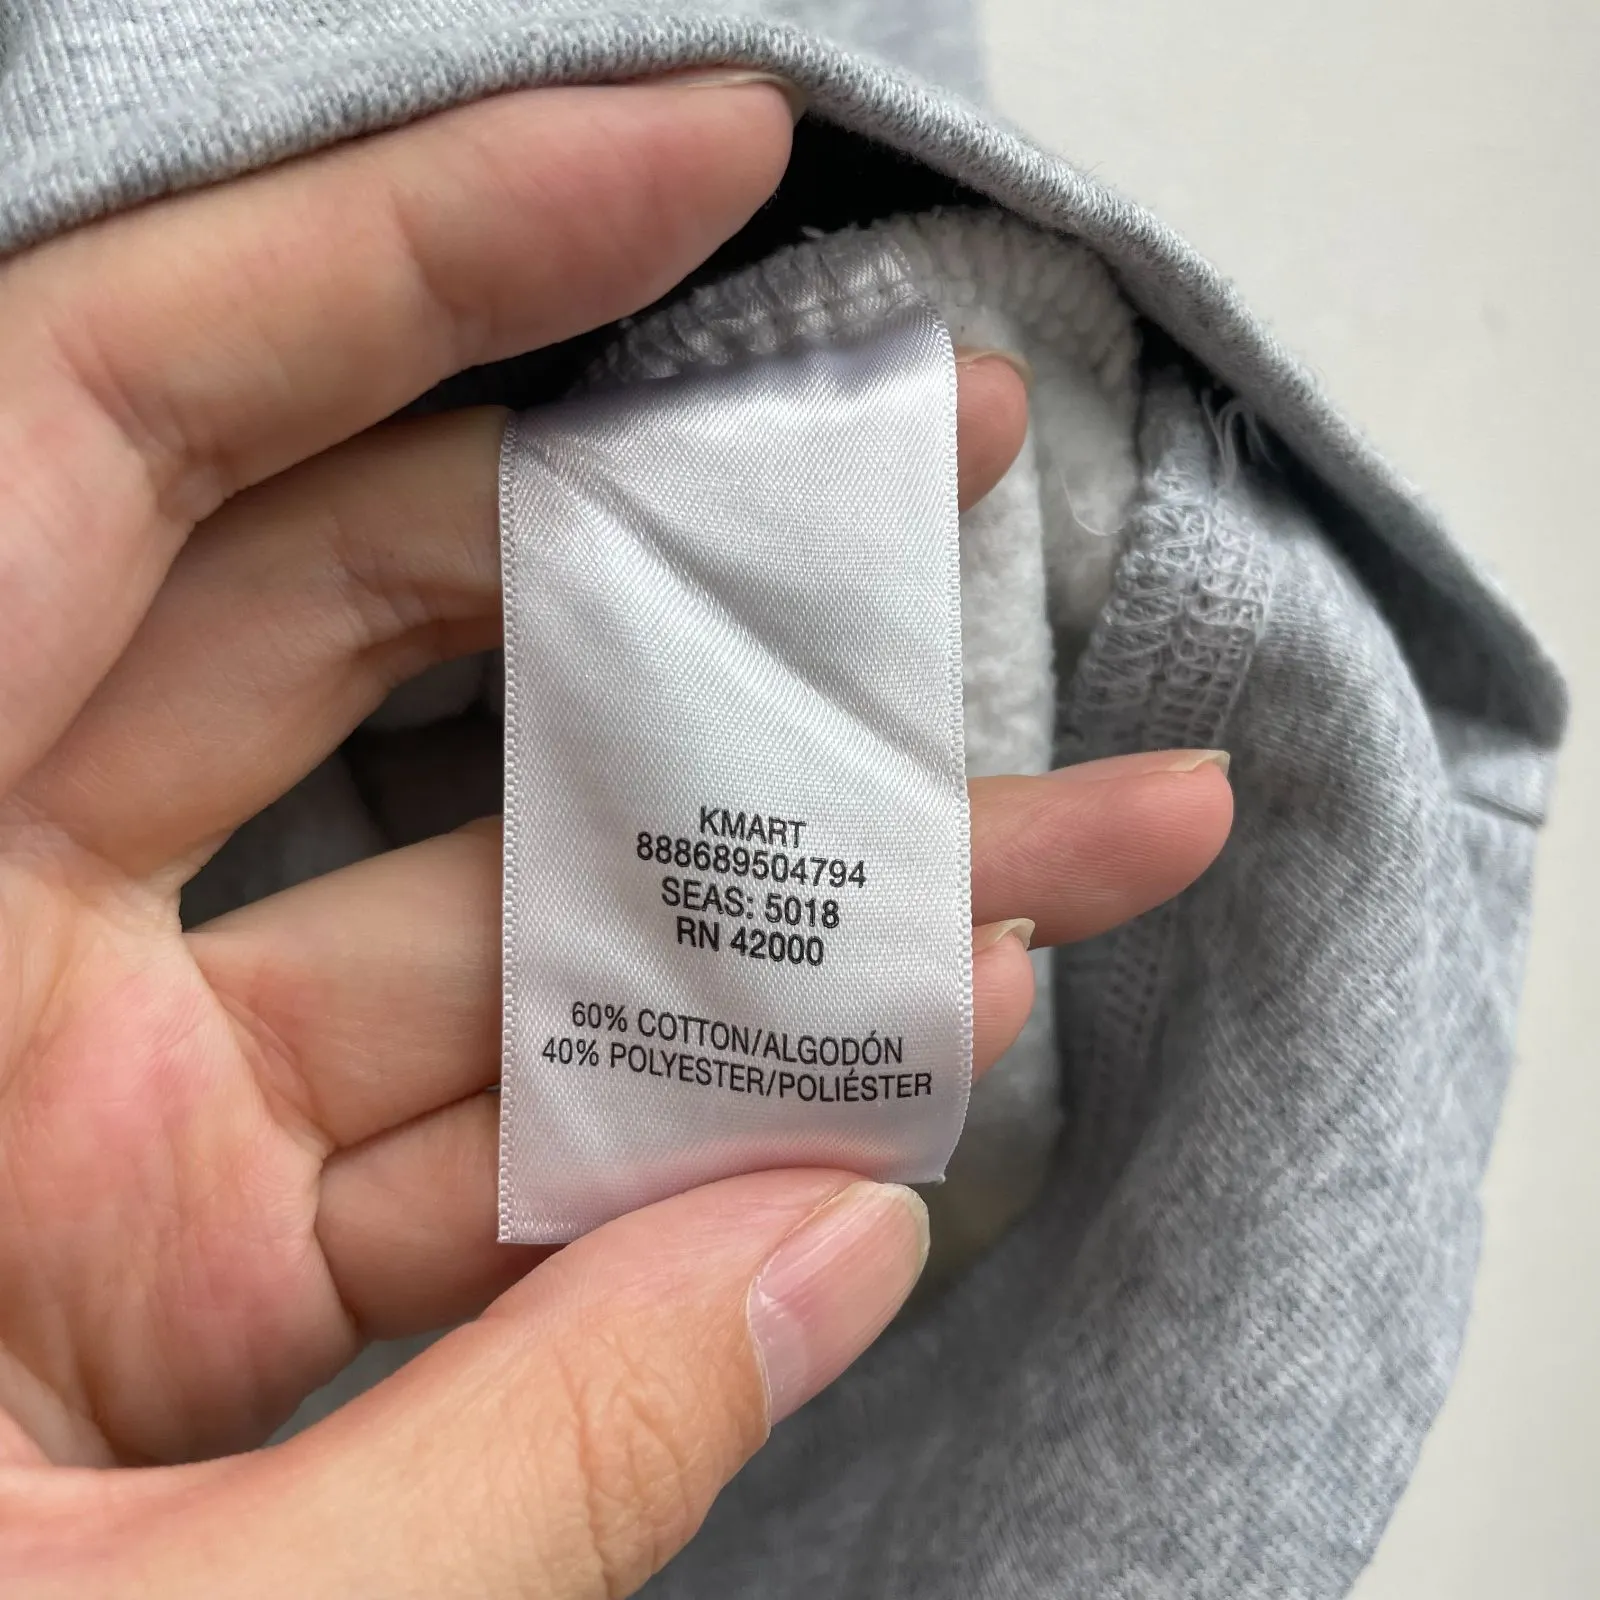 KMART
888689504794
SEAS: 5018
RN 42000
60% COTTON/ALGODÓN
40% POLYESTER/POLIÉSTER